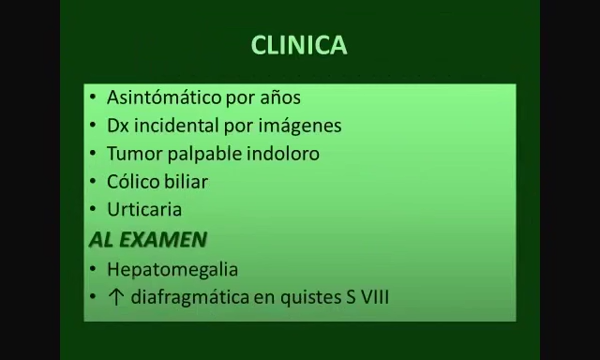 CLINICA
• Asintómático por años
• Dx incidental por imágenes
• Tumor palpable indoloro
• Cólico biliar
• Urticaria
AL EXAMEN
• Hepatomegalia
• ↑ diafragmática en quistes S VIII